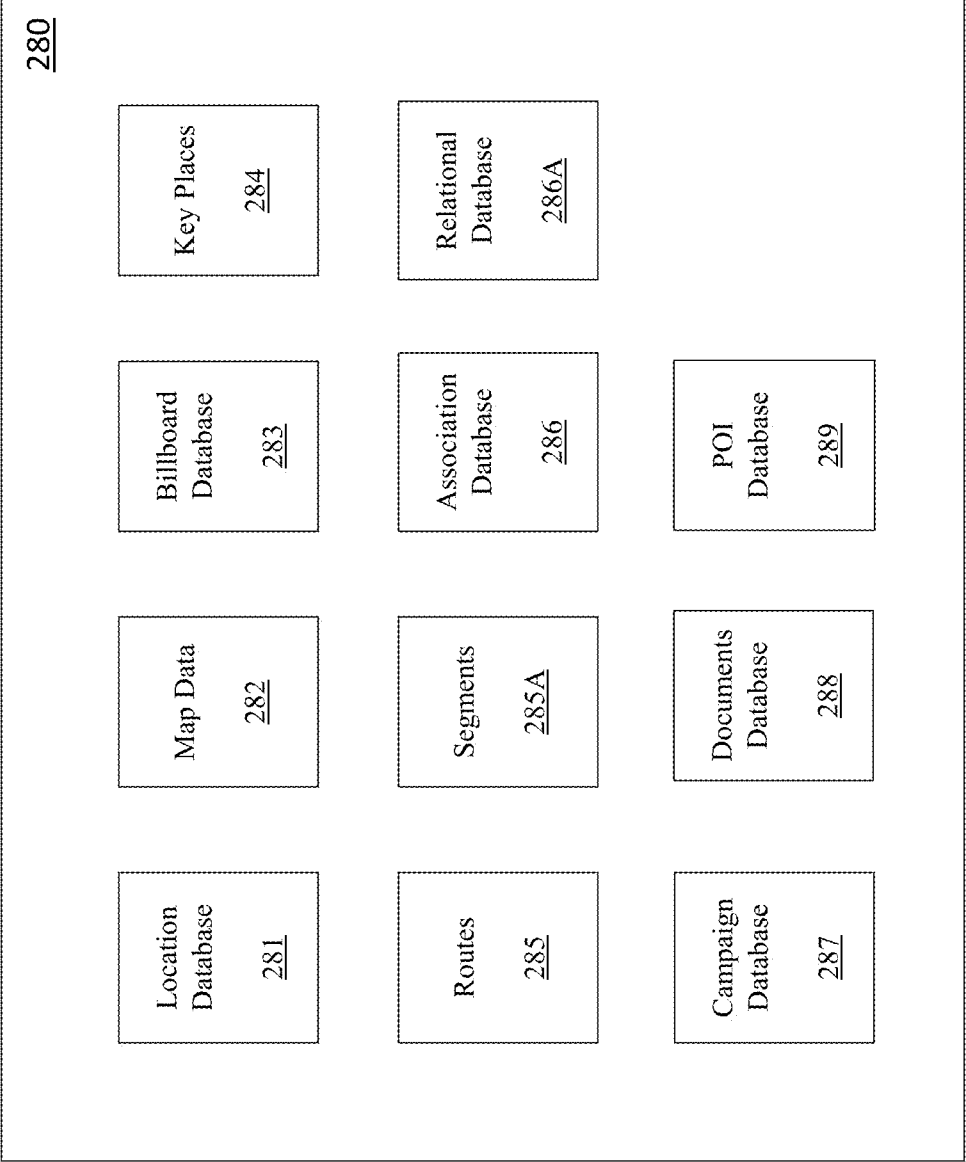 280
Location
Database
281
Map Data
282
Billboard
Database
283
Key Places
284
Routes
285
Segments
285A
Association
Database
286
Relational
Database
286A
Campaign
Database
287
Documents
Database
288
POI
Database
289